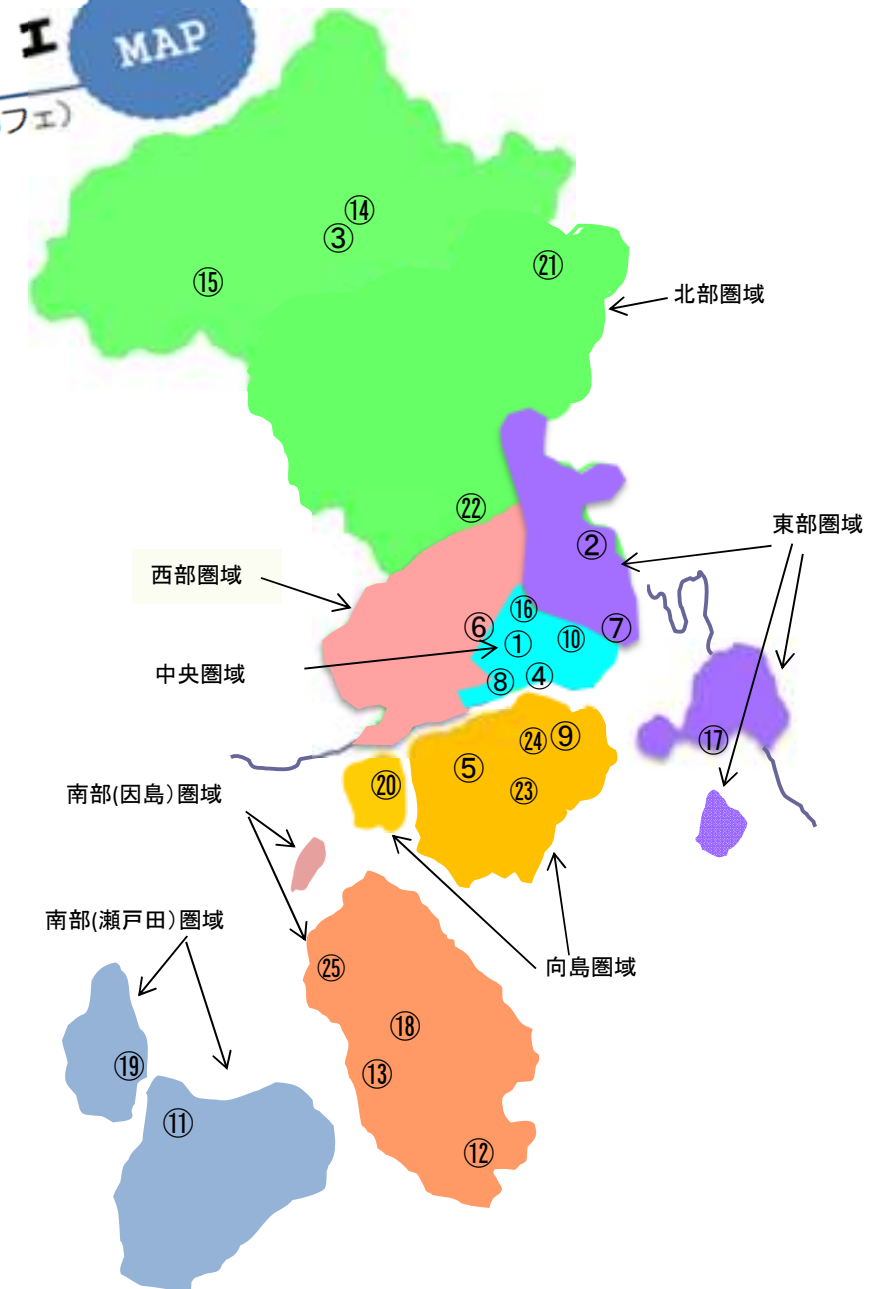 ェ
MAP
フェ)
⑭
③
⑮
㉑
北部圏域
㉒
②
東部圏域
西部圏域
⑯
⑥
①
⑩
⑦
中央圏域
⑧
④
⑰
㉔
⑨
⑤
㉓
⑳
南部(因島)圏域
南部(瀬戸田)圏域
向島圏域
㉕
⑱
⑲
⑬
⑪
⑫